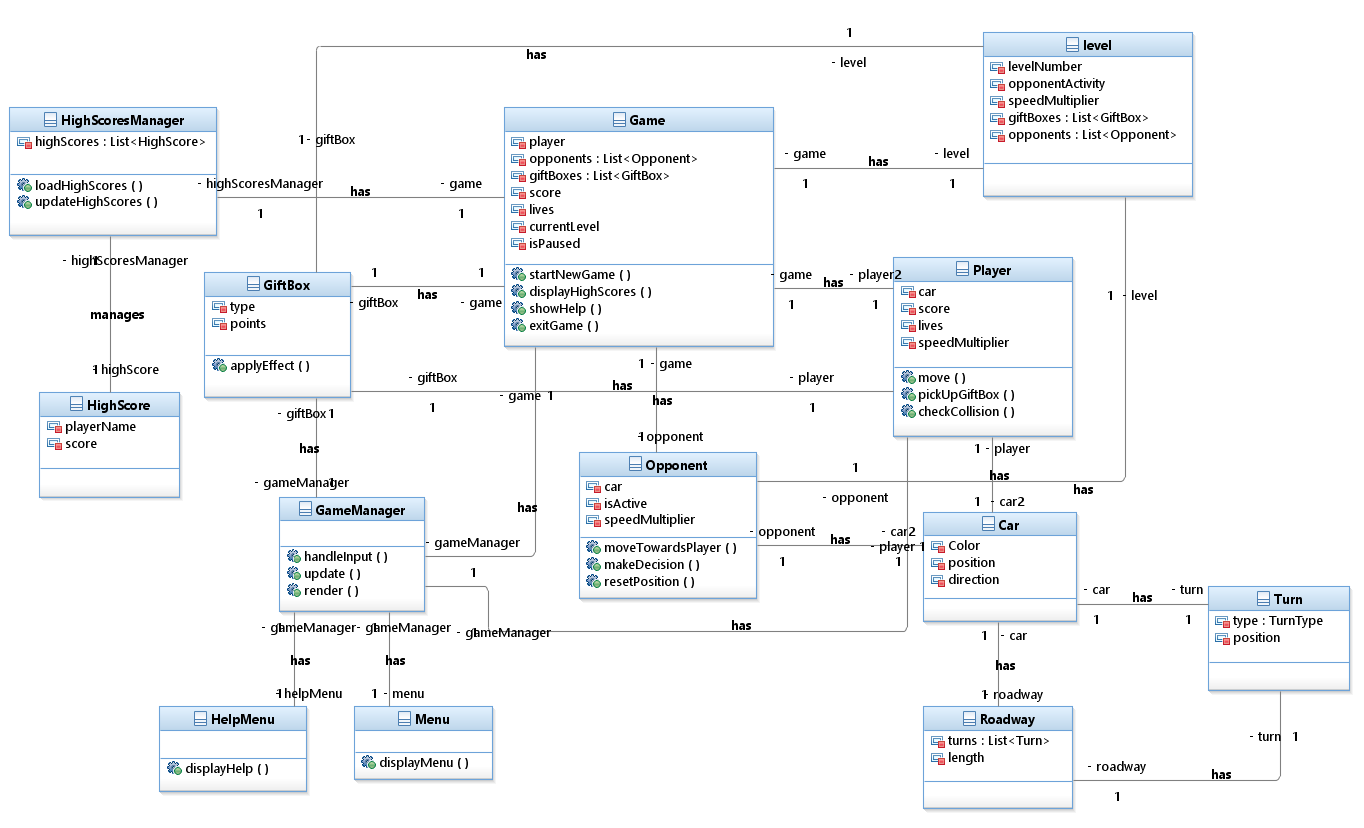 1
has
- level
level
levelNumber
opponentActivity
speedMultiplier
giftBoxes : List<GiftBox>
opponents : List<Opponent>
HighScoresManager
highScores : List<HighScore>
loadHighScores ( )
updateHighScores ( )
1 - giftBox
Game
player
opponents : List<Opponent>
giftBoxes : List<GiftBox>
score
lives
currentLevel
isPaused
startNewGame ( )
displayHighScores ( )
showHelp ( )
exitGame ( )
- game
has
- level
1
1
- highScoresManager
has
- game
1
1
- highScoresManager
1
manages
1
highScore
HighScore
playerName
score
GiftBox
type
points
applyEffect ( )
1
has
1
- giftBox
- game
- game
has
- player2
1
1
Player
car
score
lives
speedMultiplier
move ( )
pickUpGiftBox ( )
checkCollision ( )
1 - level
1 - game
- giftBox
has
- player
1
1
- game 1
has
1
- opponent
- giftBox 1
has
- gameManager
1
GameManager
handleInput ( )
update ( )
render ( )
has
- gameManager
1
Opponent
car
isActive
speedMultiplier
moveTowardsPlayer ( )
makeDecision ( )
resetPosition ( )
1
- opponent
has
1 - player
has
1 - car2
- opponent
has
- car2
1
1
- player 1
Car
Color
position
direction
- car
has
- turn
1
1
Turn
type : TurnType
position
- gameManager
has
- gameManager
1
- gameManager
1
has
has
1
helpMenu
1 - menu
HelpMenu
displayHelp ( )
Menu
displayMenu ( )
1 - car
has
1
- roadway
Roadway
turns : List<Turn>
length
- turn 1
- roadway
has
1